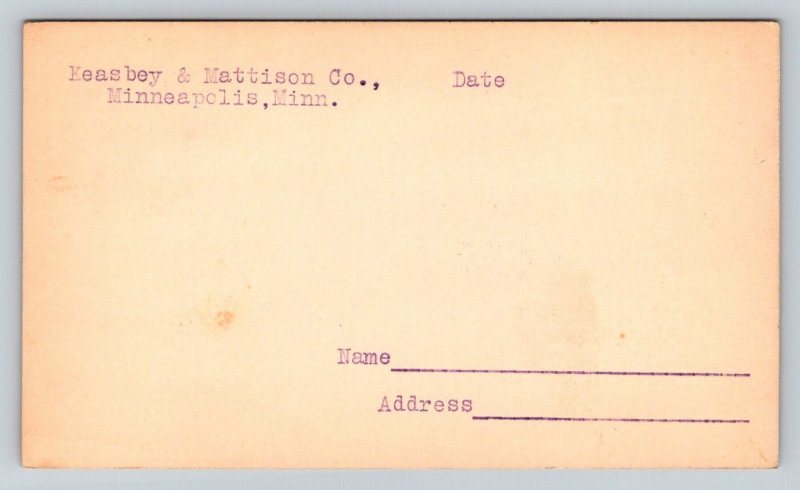 Keasbey & Mattison Co., Date
Minneapolis,Minn.
Name
Address